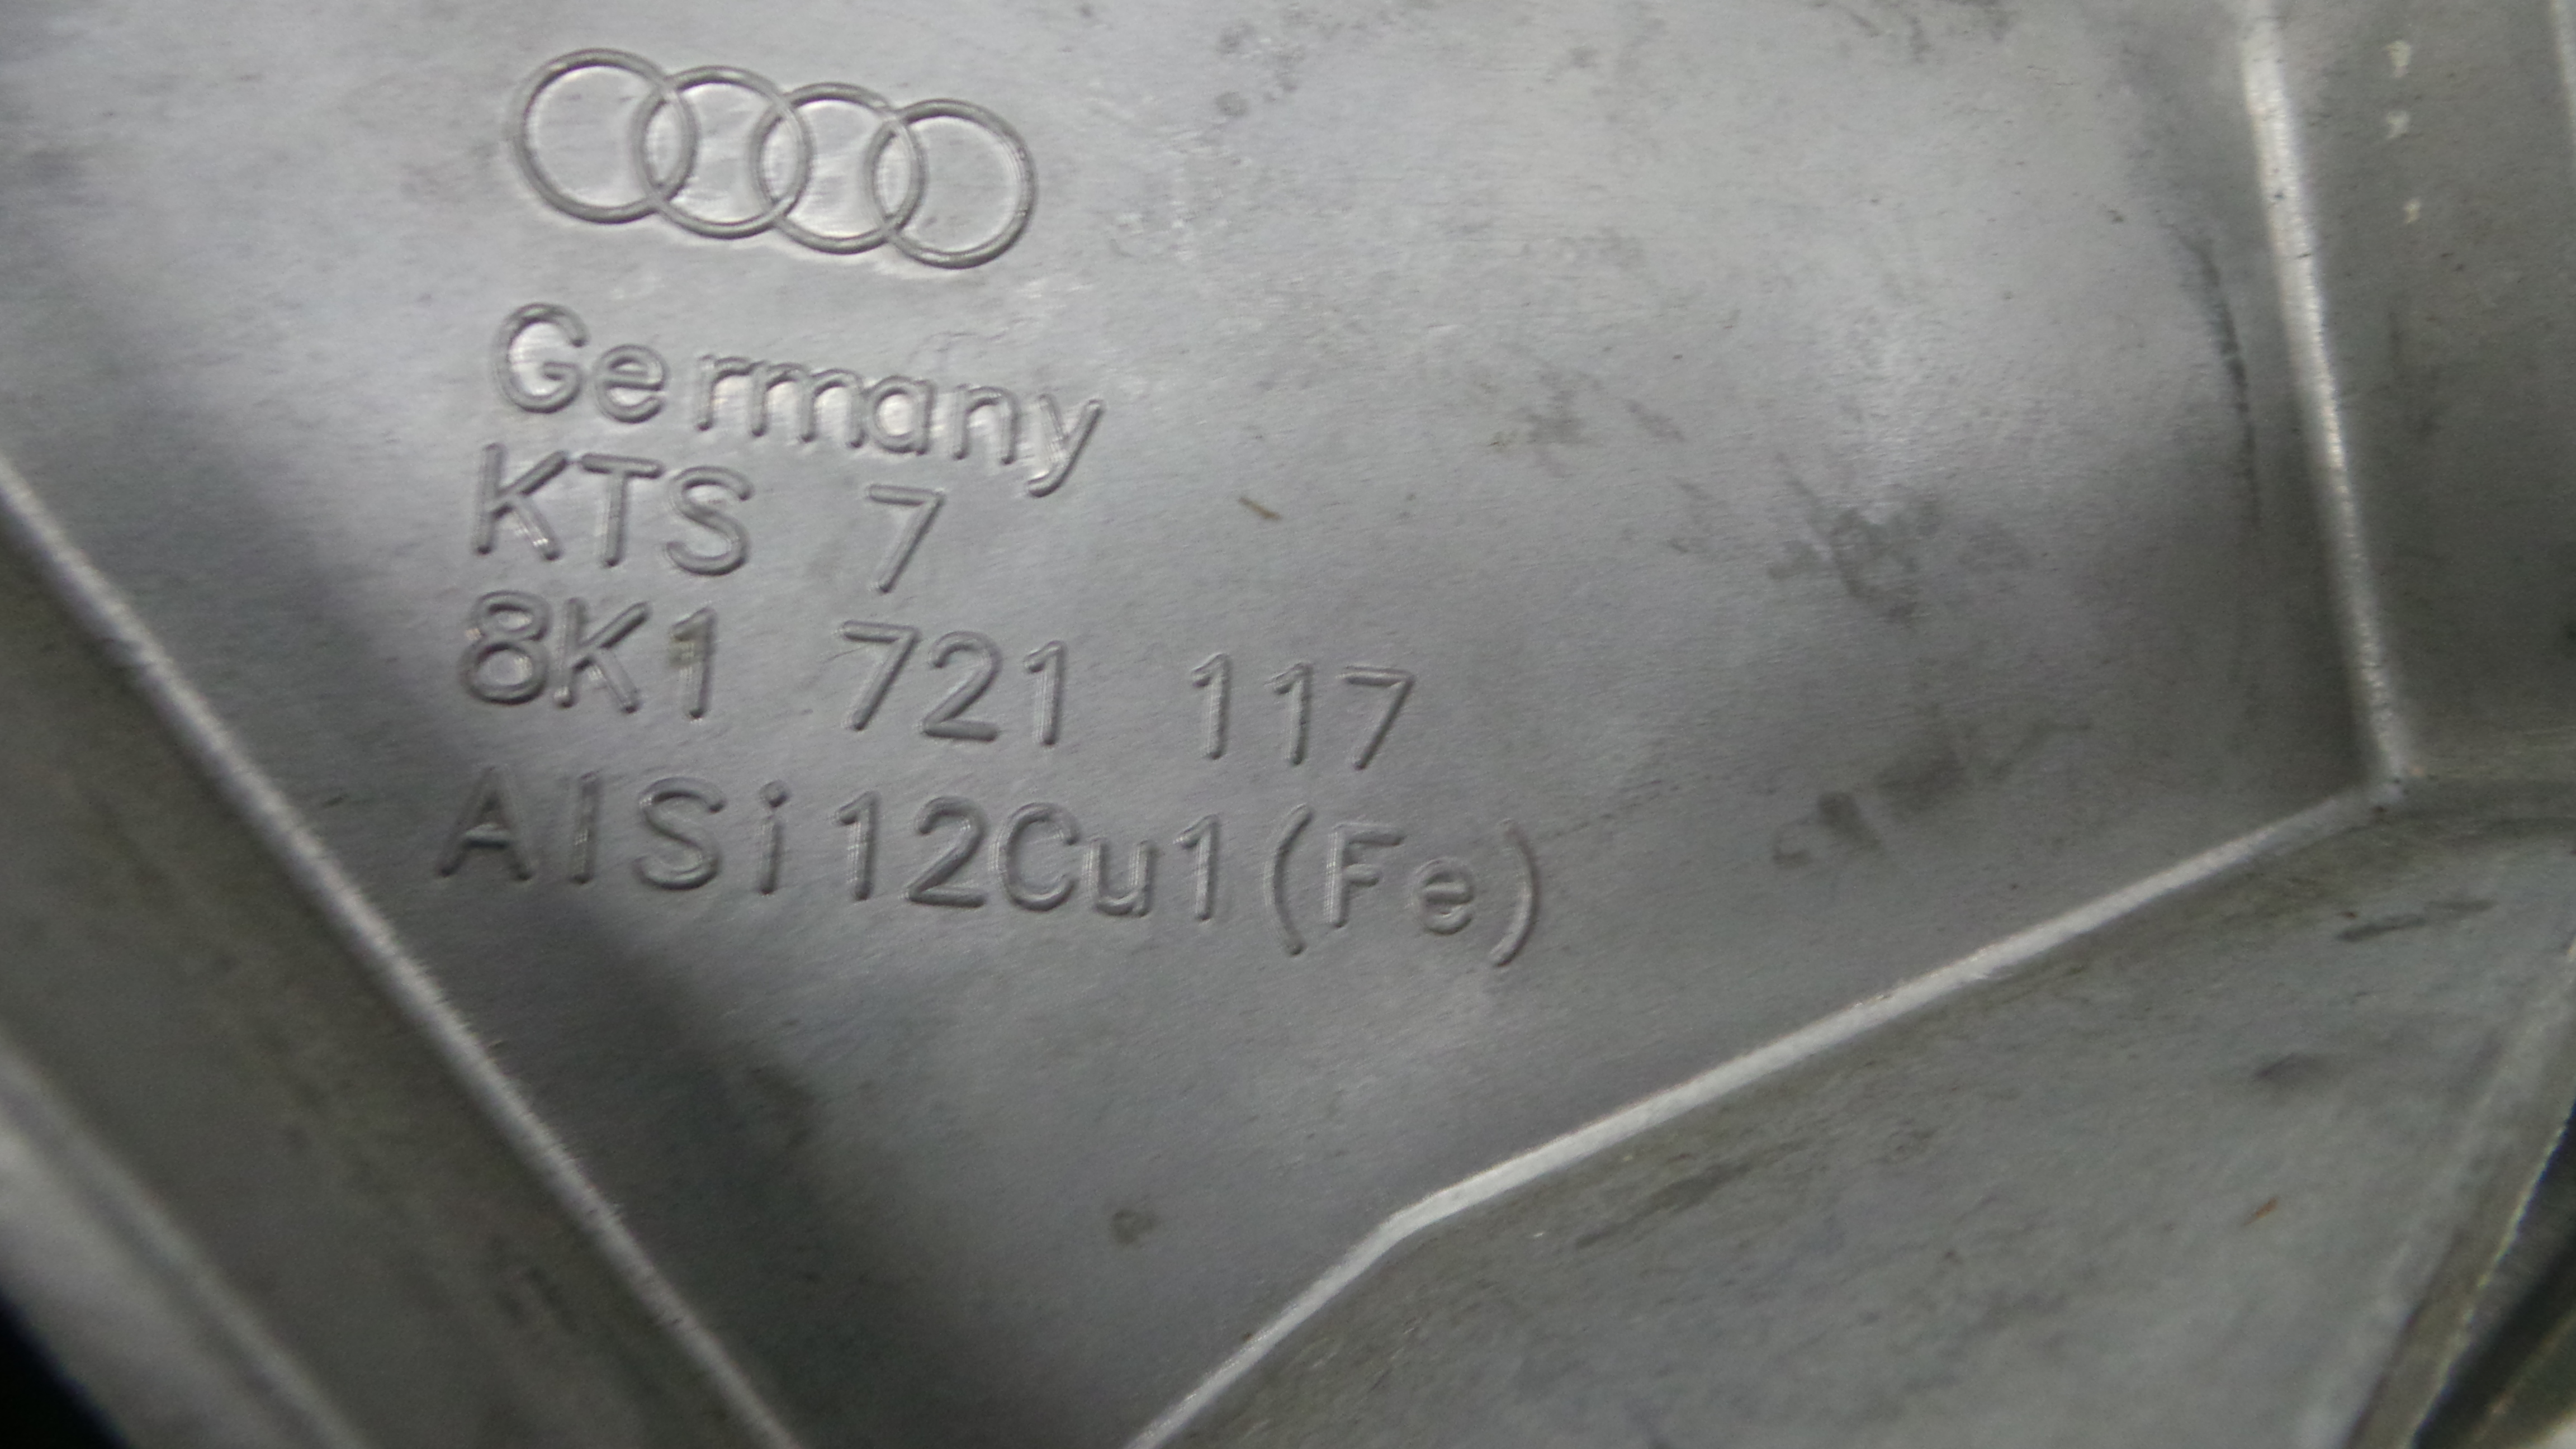 Germany
KTS 7
8K1 721 117
AlSi12Cu1(Fe)